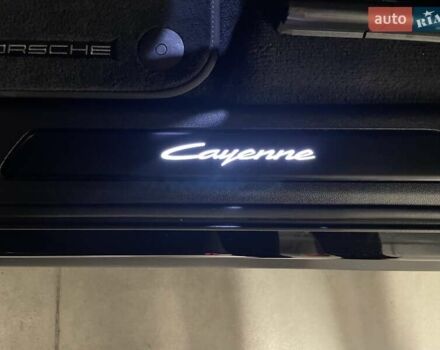 ORSCHE
auto
RIA
Cayenne